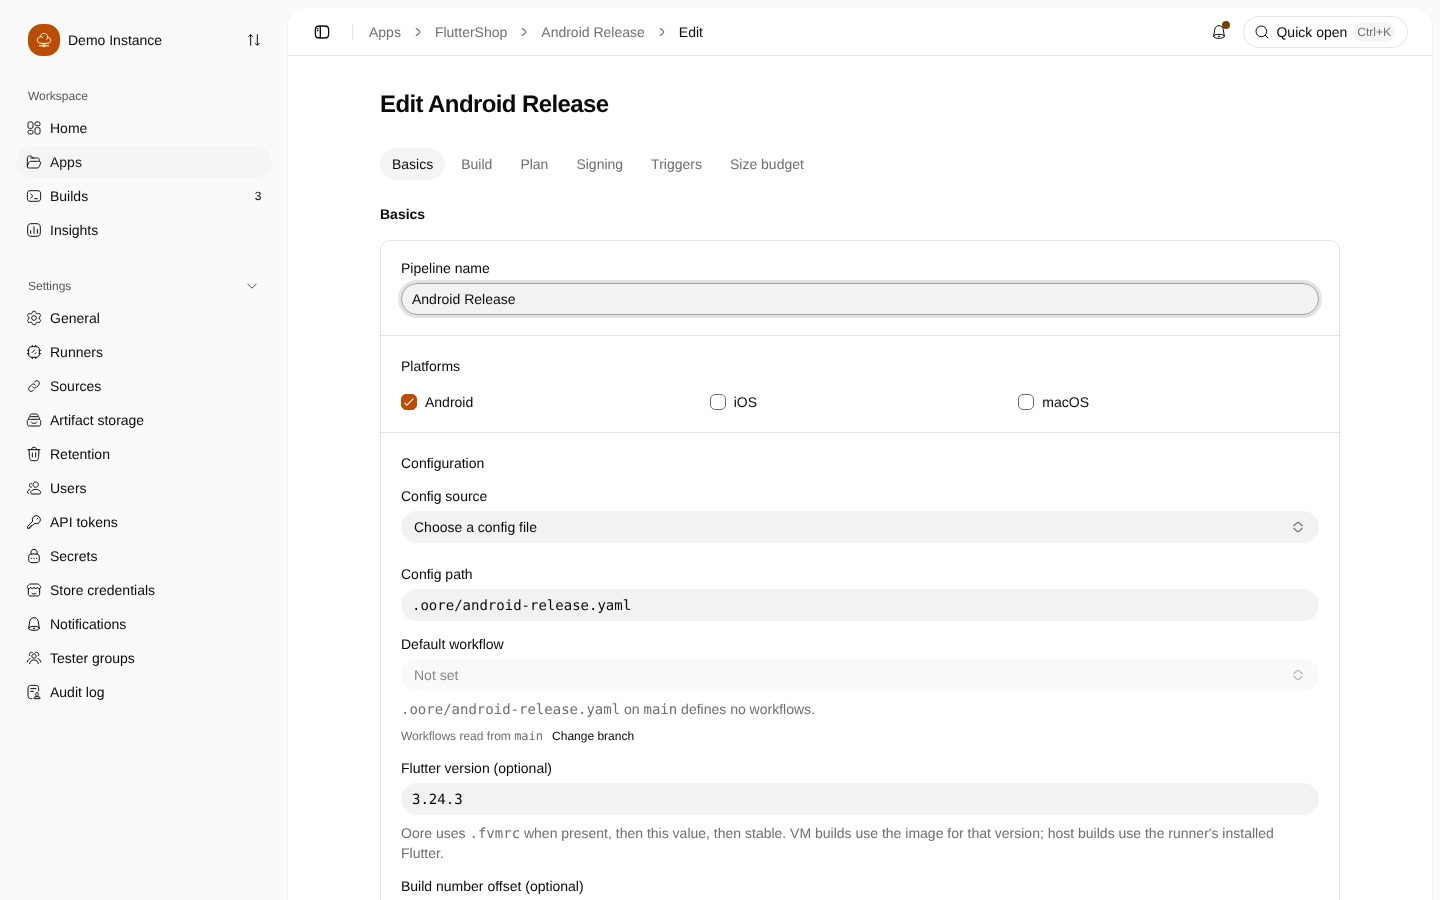 Demo Instance
Workspace
Home
Apps
Builds 3
Insights
Settings
General
Runners
Sources
Artifact storage
Retention
Users
API tokens
Secrets
Store credentials
Notifications
Tester groups
Audit log
Apps FlutterShop Android Release Edit
Quick open Ctrl+K
Edit Android Release
Basics Build Plan Signing Triggers Size budget
Basics
Pipeline name
Android Release
Platforms
Android iOS macOS
Configuration
Config source
Choose a config file
Config path
.oore/android-release.yaml
Default workflow
Not set
.oore/android-release.yaml on main defines no workflows.
Workflows read from main Change branch
Flutter version (optional)
3.24.3
Oore uses .fvmrc when present, then this value, then stable. VM builds use the image for that version; host builds use the runner's installed
Flutter.
Build number offset (optional)